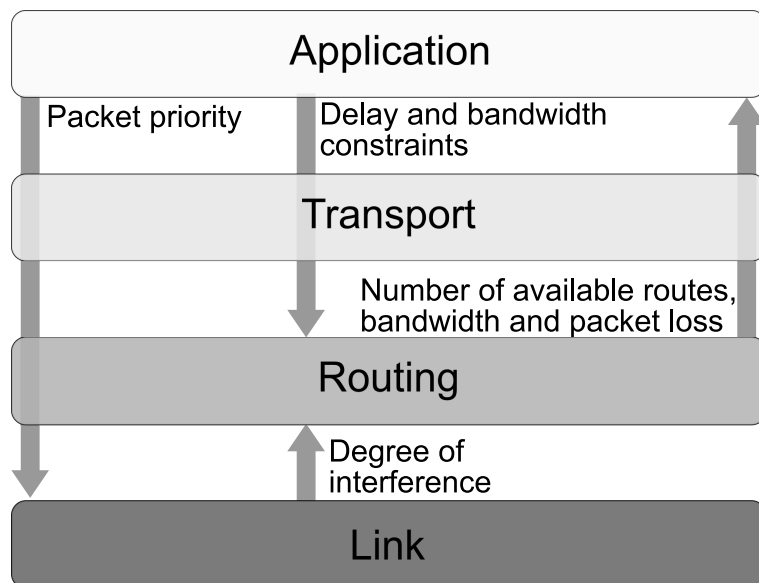 Application
Packet priority
Delay and bandwidth
constraints
Transport
Number of available routes,
bandwidth and packet loss
Routing
Degree of
interference
Link